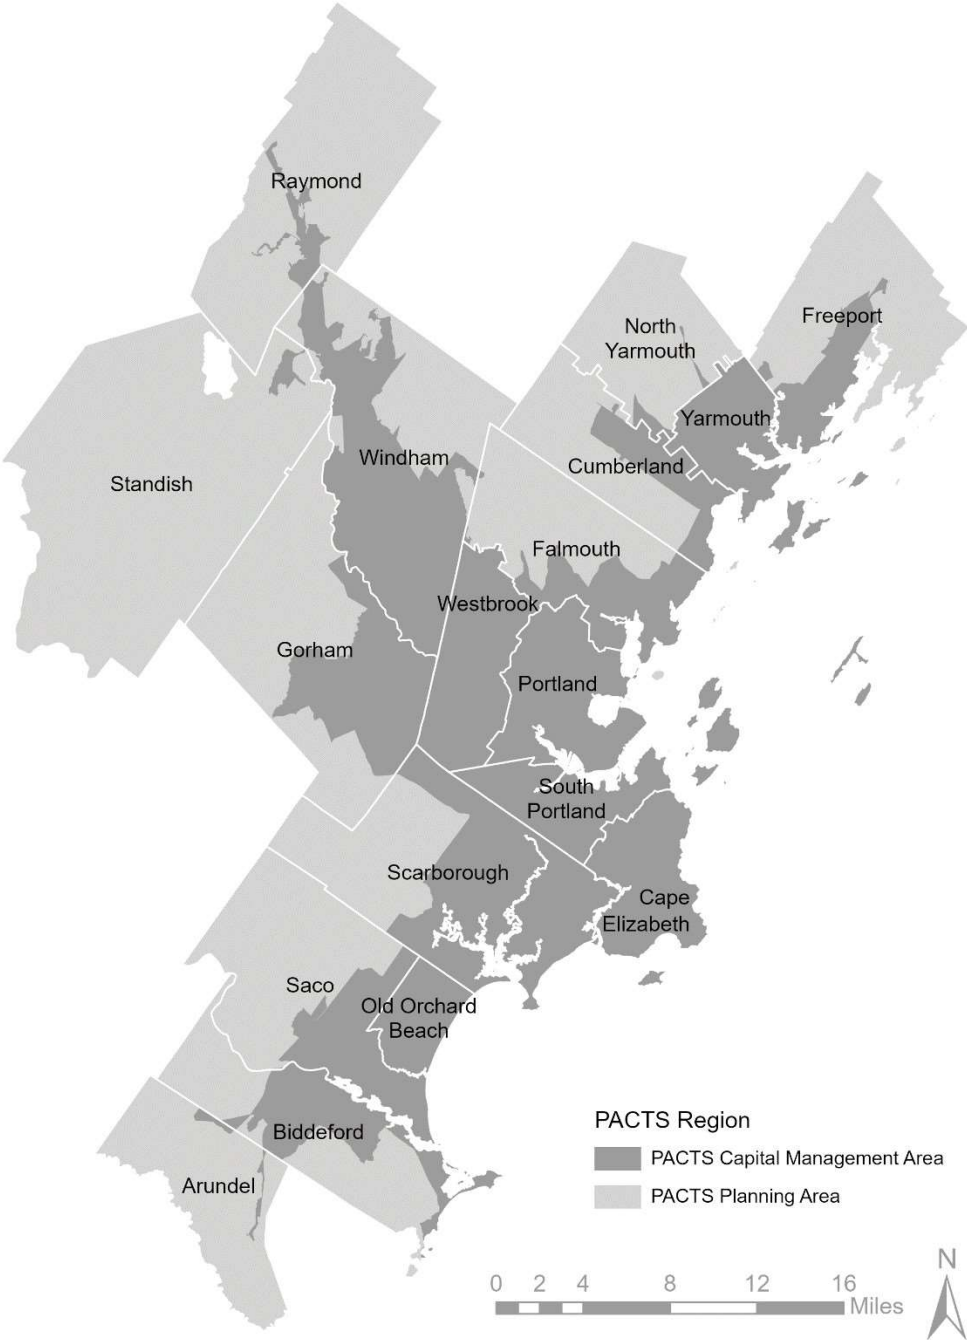 Raymond
Freeport
North
Yarmouth
Yarmouth
Windham
Cumberland
Standish
Falmouth
Westbrook
Gorham
Portland
South
Portland
Scarborough
Cape
Elizabeth
Saco
Old Orchard
Beach
Biddeford
Arundel
PACTS Region
PACTS Capital Management Area
PACTS Planning Area
N
0 2 4 8 12 16
Miles